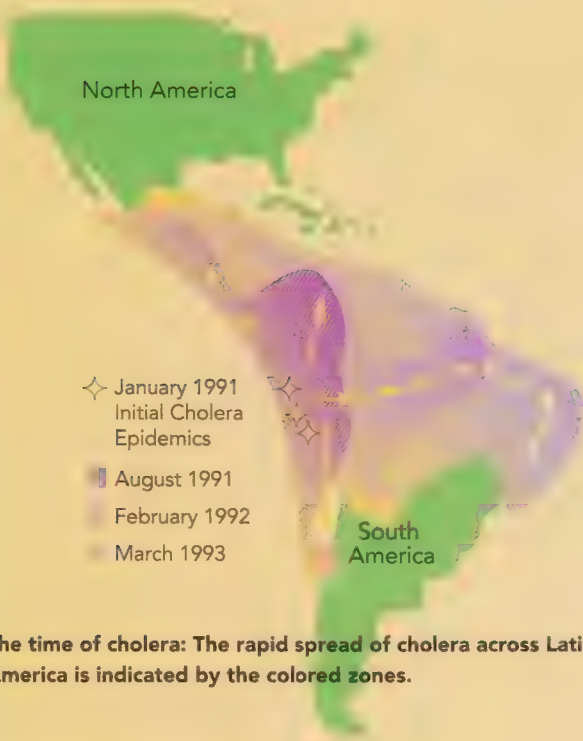 North America
January 1991
Initial Cholera
Epidemics
August 1991
February 1992
March 1993
South
America
he time of cholera: The rapid spread of cholera across Lati
merica is indicated by the colored zones.